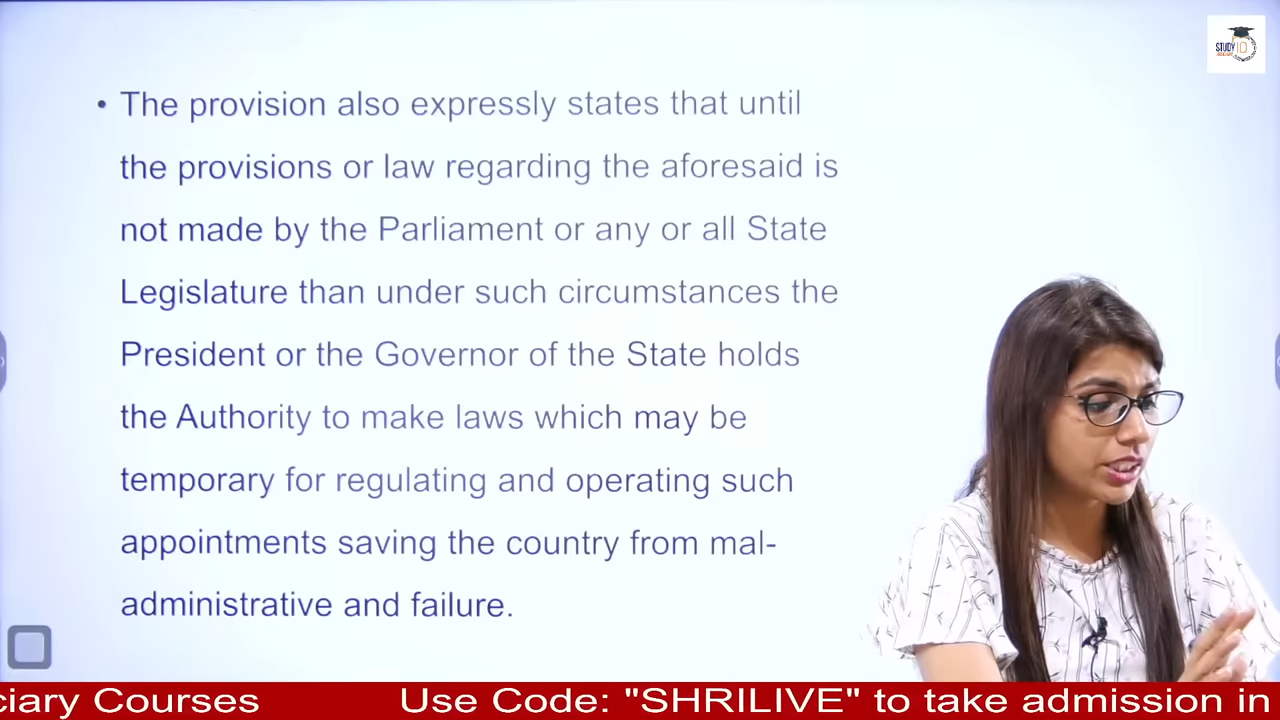 STUDY IQ
• The provision also expressly states that until
the provisions or law regarding the aforesaid is
not made by the Parliament or any or all State
Legislature than under such circumstances the
President or the Governor of the State holds
the Authority to make laws which may be
temporary for regulating and operating such
appointments saving the country from mal-
administrative and failure.
ciary Courses Use Code: "SHRILIVE" to take admission in